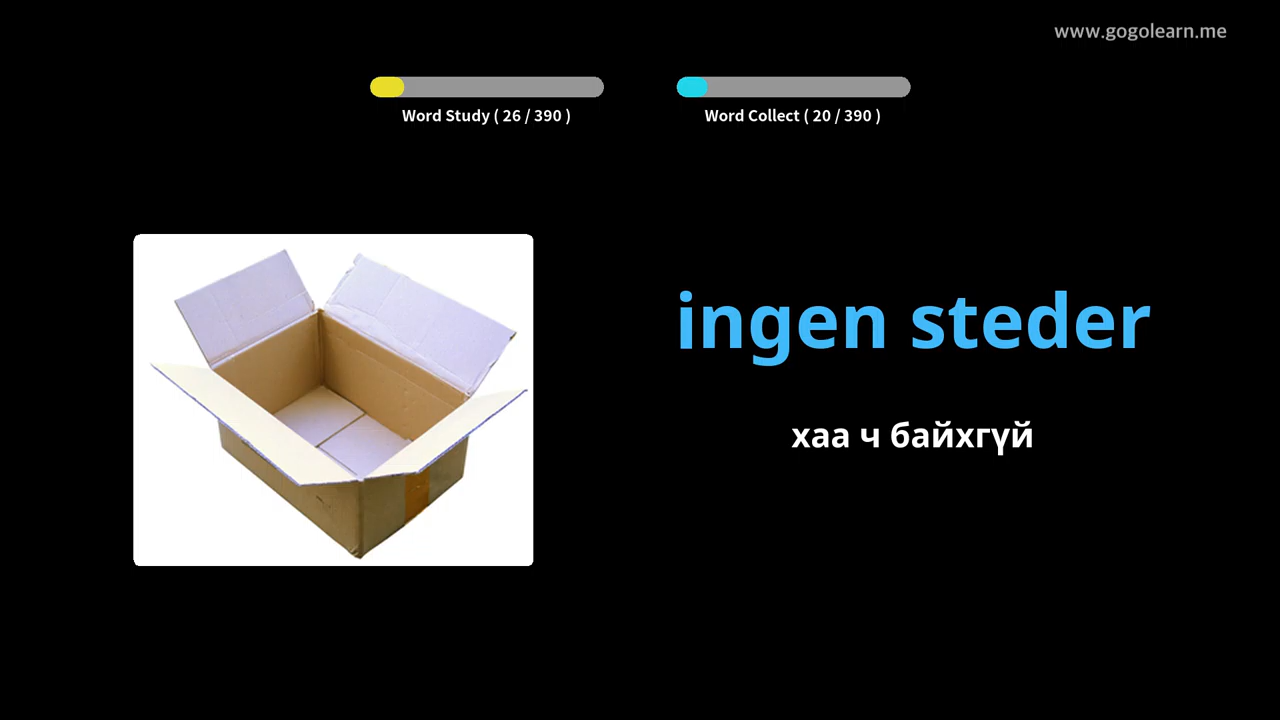 www.gogolearn.me
Word Study ( 26 / 390 )
Word Collect ( 20 / 390 )
ingen steder
хаа ч байхгүй